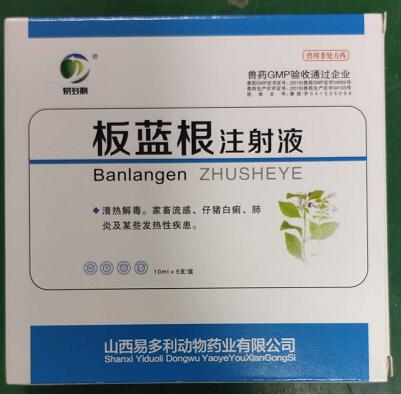 易多利
®
兽用非处方药
兽药GMP验收通过企业
板蓝根注射液
Banlangen ZHUSHEYE
◆清热解毒。家畜流感、仔猪白痢、肺
炎及某些发热性疾患。
10ml×5支/盒
山西易多利动物药业有限公司
Shanxi Yiduoli Dongwu YaoyeYouXianGongSi